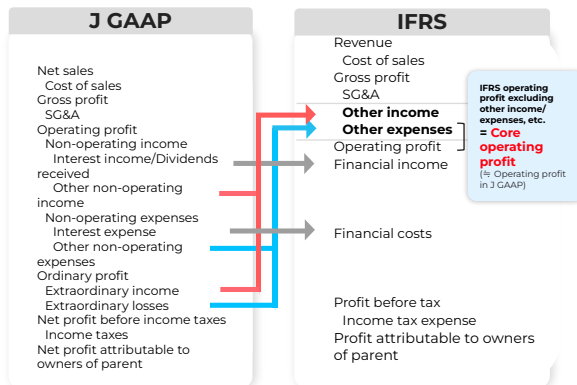 J GAAP
Net sales
Cost of sales
Gross profit
SG&A
Operating profit
Non-operating income
Interest income/Dividends
received
Other non-operating
income
Non-operating expenses
Interest expense
Other non-operating
expenses
Ordinary profit
Extraordinary income
Extraordinary losses
Net profit before income taxes
Income taxes
Net profit attributable to
owners of parent
IFRS
Revenue
Cost of sales
Gross profit
SG&A
Other income
Other expenses
Operating profit
Financial income
Financial costs
Profit before tax
Income tax expense
Profit attributable to owners
of parent
IFRS operating
profit excluding
other income/
expenses, etc.
= Core
operating
profit
(≒ Operating profit
in J GAAP)